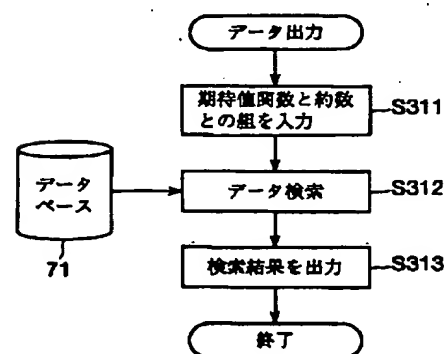 データ出力
期待値関数と約数
との組を入力
S311
データ
ベース
71
データ検索
S312
検索結果を出力
S313
終了